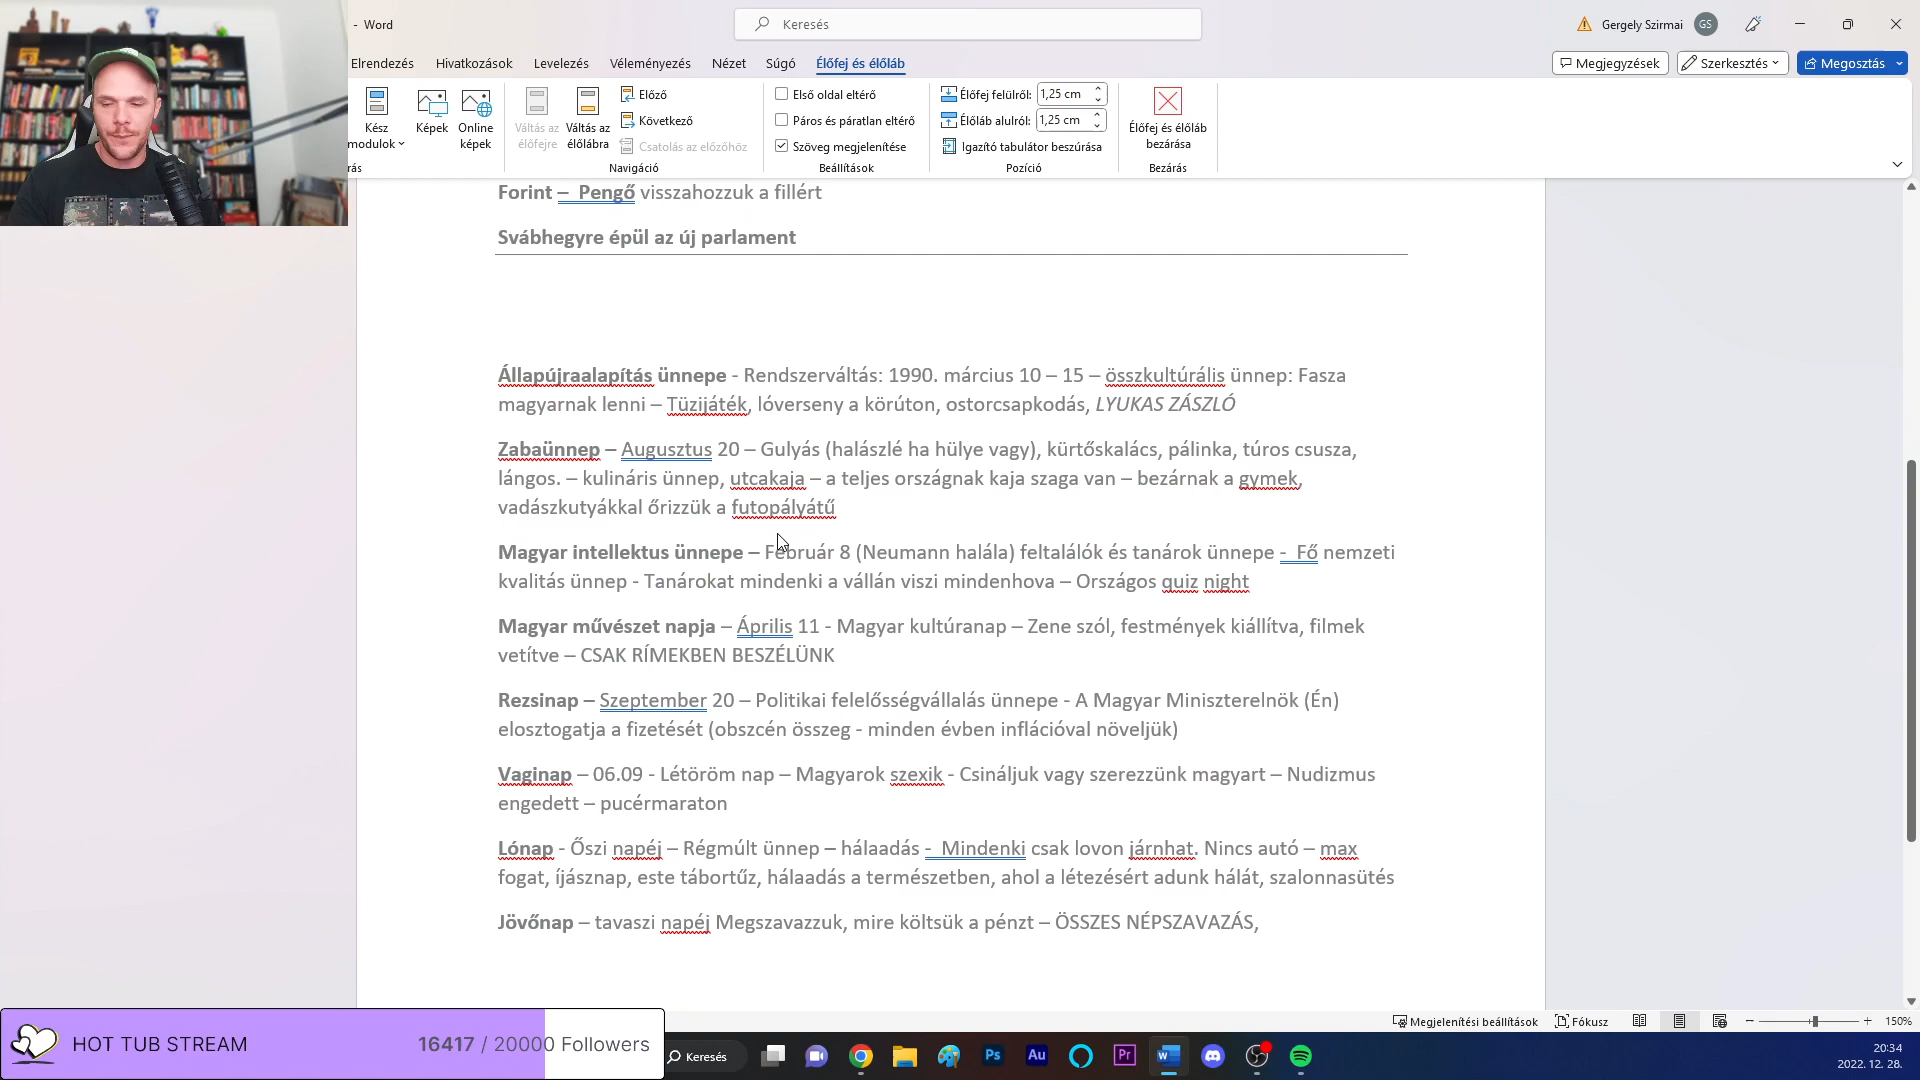 - Word
Keresés
Gergely Szirmai GS
Elrendezés Hivatkozások Levelezés Véleményezés Nézet Súgó Élőfej és élőláb
Megjegyzések Szerkesztés Megosztás
Kész
modulok
Képek
Online
képek
Váltás az
élőfejre
Váltás az
élőlábra
Előző
Következő
Csatolás az előzőhöz
Első oldal eltérő
Páros és páratlan eltérő
Szöveg megjelenítése
Élőfej felülről: 1,25 cm
Élőláb alulról: 1,25 cm
Igazító tabulátor beszúrása
Élőfej és élőláb
bezárása
rás Navigáció Beállítások Pozíció Bezárás
Forint – Pengő visszahozzuk a fillért
Svábhegyre épül az új parlament
Állapújraalapítás ünnepe - Rendszerváltás: 1990. március 10 – 15 – összkultúrális ünnep: Fasza
magyarnak lenni – Tüzijáték, lóverseny a körúton, ostorcsapkodás, LYUKAS ZÁSZLÓ
Zabaünnep – Augusztus 20 – Gulyás (halászlé ha hülye vagy), kürtőskalács, pálinka, túros csusza,
lángos. – kulináris ünnep, utcakaja – a teljes országnak kaja szaga van – bezárnak a gymek,
vadászkutyákkal őrizzük a futopályátű
Magyar intellektus ünnepe – Február 8 (Neumann halála) feltalálók és tanárok ünnepe - Fő nemzeti
kvalitás ünnep - Tanárokat mindenki a vállán viszi mindenhova – Országos quiz night
Magyar művészet napja – Április 11 - Magyar kultúranap – Zene szól, festmények kiállítva, filmek
vetítve – CSAK RÍMEKBEN BESZÉLÜNK
Rezsinap – Szeptember 20 – Politikai felelősségvállalás ünnepe - A Magyar Miniszterelnök (Én)
elosztogatja a fizetését (obszcén összeg - minden évben inflációval növeljük)
Vaginap – 06.09 - Létöröm nap – Magyarok szexik - Csináljuk vagy szerezzünk magyart – Nudizmus
engedett – pucérmaraton
Lónap - Őszi napéj – Régmúlt ünnep – hálaadás - Mindenki csak lovon járnhat. Nincs autó – max
fogat, íjásznap, este tábortűz, hálaadás a természetben, ahol a létezésért adunk hálát, szalonnasütés
Jövőnap – tavaszi napéj Megszavazzuk, mire költsük a pénzt – ÖSSZES NÉPSZAVAZÁS,
Megjelenítési beállítások Fókusz 150%
HOT TUB STREAM 16417 / 20000 Followers
Keresés
Ps Au Pr W
20:34
2022. 12. 28.